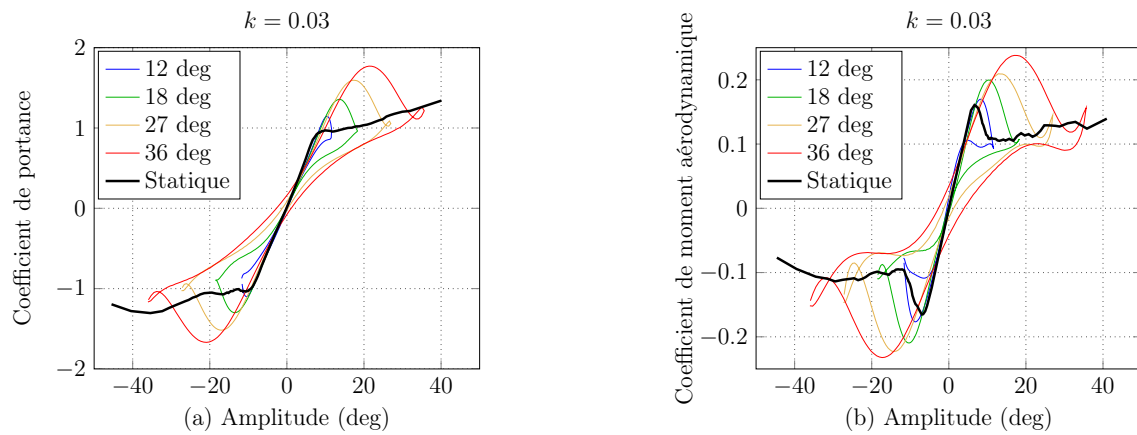 k = 0.03
Coefficient de portance
2
1
0
−1
−2
12 deg
18 deg
27 deg
36 deg
Statique
−40 −20 0 20 40
(a) Amplitude (deg)
k = 0.03
Coefficient de moment aérodynamique
0.2
0.1
0
−0.1
−0.2
12 deg
18 deg
27 deg
36 deg
Statique
−40 −20 0 20 40
(b) Amplitude (deg)